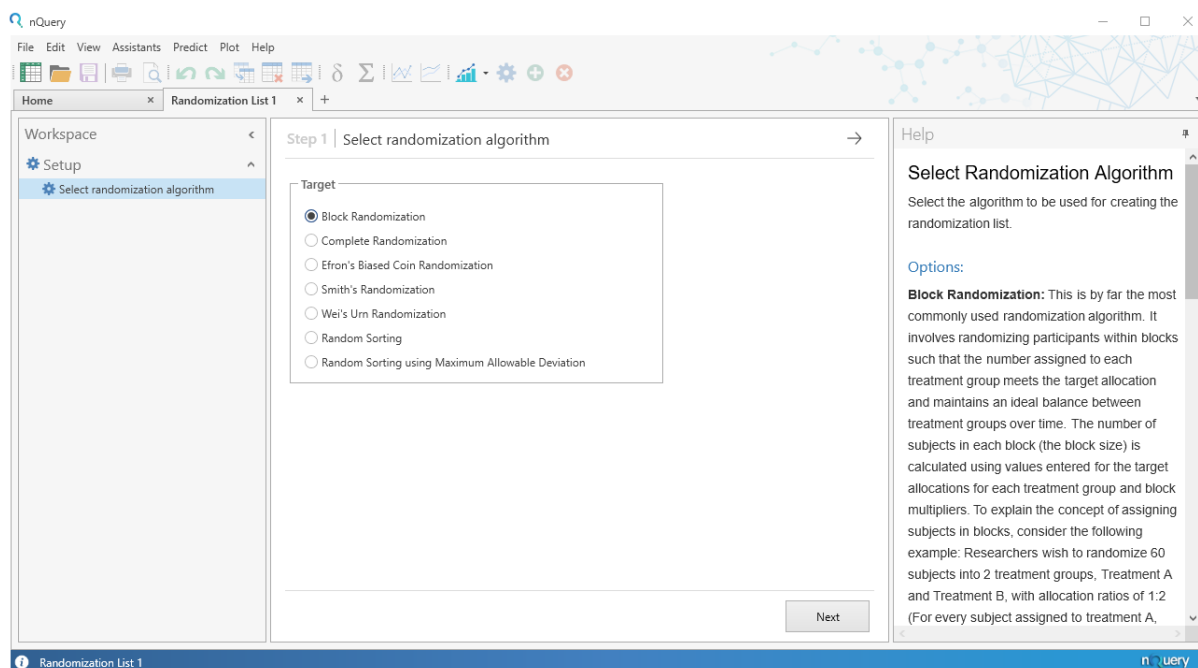 nQuery
File Edit View Assistants Predict Plot Help
Home
Randomization List 1
Workspace
Setup
Select randomization algorithm
Step 1 | Select randomization algorithm
Target
Block Randomization
Complete Randomization
Efron's Biased Coin Randomization
Smith's Randomization
Wei's Urn Randomization
Random Sorting
Random Sorting using Maximum Allowable Deviation
Next
Help
Select Randomization Algorithm
Select the algorithm to be used for creating the
randomization list.
Options:
Block Randomization: This is by far the most
commonly used randomization algorithm. It
involves randomizing participants within blocks
such that the number assigned to each
treatment group meets the target allocation
and maintains an ideal balance between
treatment groups over time. The number of
subjects in each block (the block size) is
calculated using values entered for the target
allocations for each treatment group and block
multipliers. To explain the concept of assigning
subjects in blocks, consider the following
example: Researchers wish to randomize 60
subjects into 2 treatment groups, Treatment A
and Treatment B, with allocation ratios of 1:2
(For every subject assigned to treatment A,
Randomization List 1
nQuery